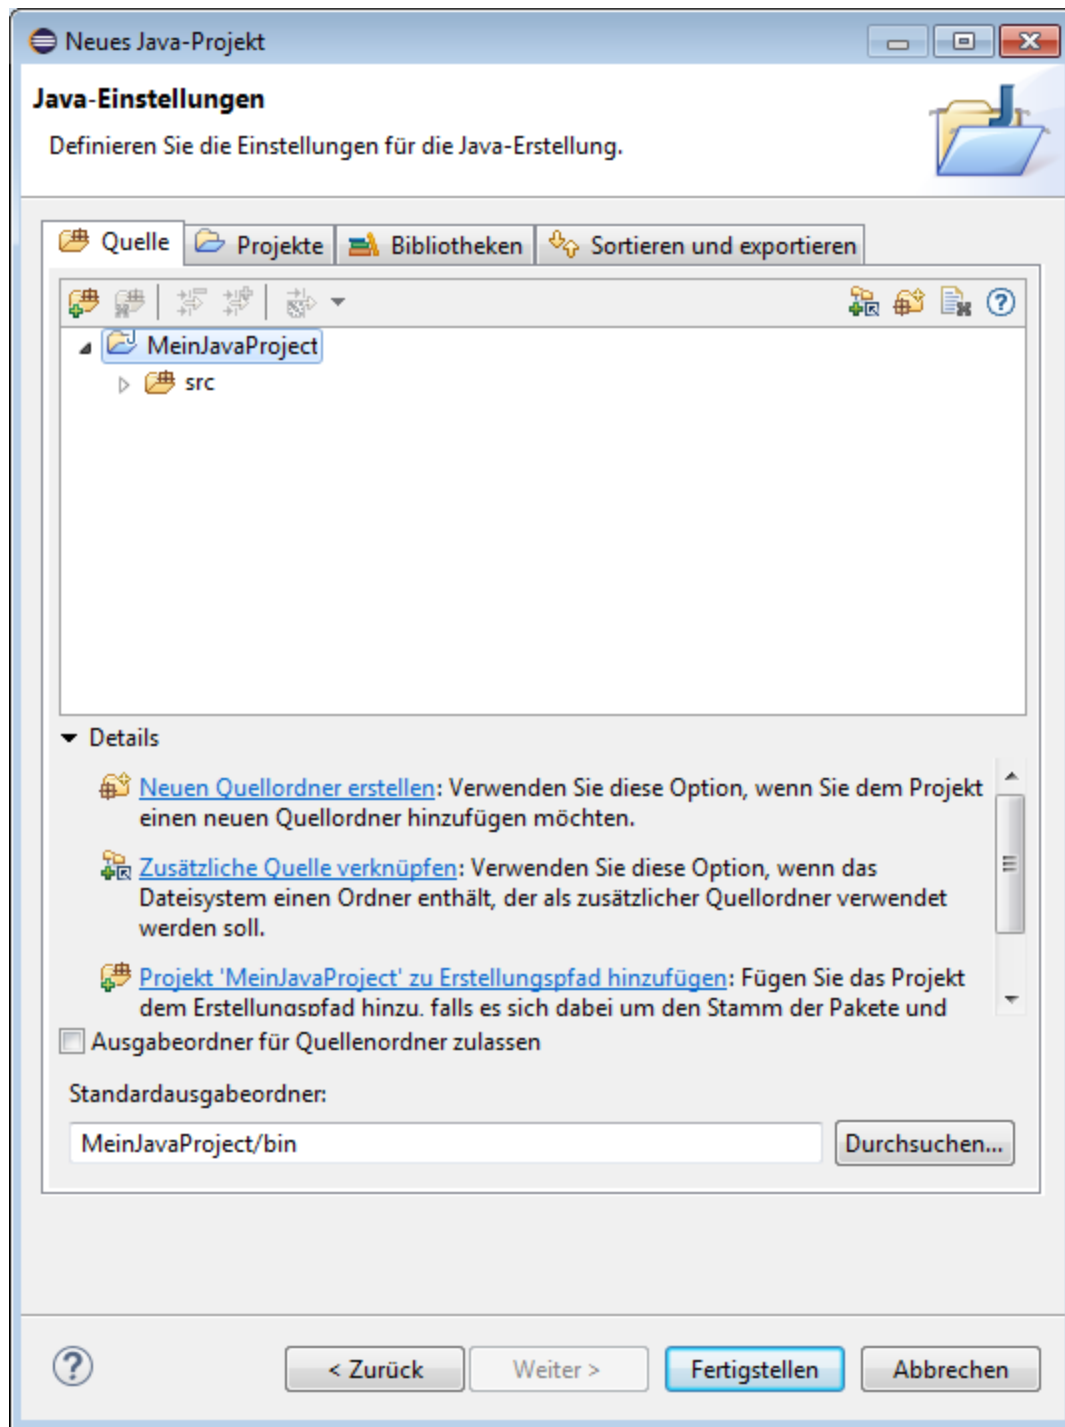 Neues Java-Projekt
Java-Einstellungen
Definieren Sie die Einstellungen für die Java-Erstellung.
Quelle Projekte Bibliotheken Sortieren und exportieren
MeinJavaProject
src
Details
Neuen Quellordner erstellen: Verwenden Sie diese Option, wenn Sie dem Projekt
einen neuen Quellordner hinzufügen möchten.
Zusätzliche Quelle verknüpfen: Verwenden Sie diese Option, wenn das
Dateisystem einen Ordner enthält, der als zusätzlicher Quellordner verwendet
werden soll.
Projekt 'MeinJavaProject' zu Erstellungspfad hinzufügen: Fügen Sie das Projekt
dem Erstellungspfad hinzu, falls es sich dabei um den Stamm der Pakete und
Ausgabeordner für Quellenordner zulassen
Standardausgabeordner:
MeinJavaProject/bin Durchsuchen...
< Zurück Weiter > Fertigstellen Abbrechen